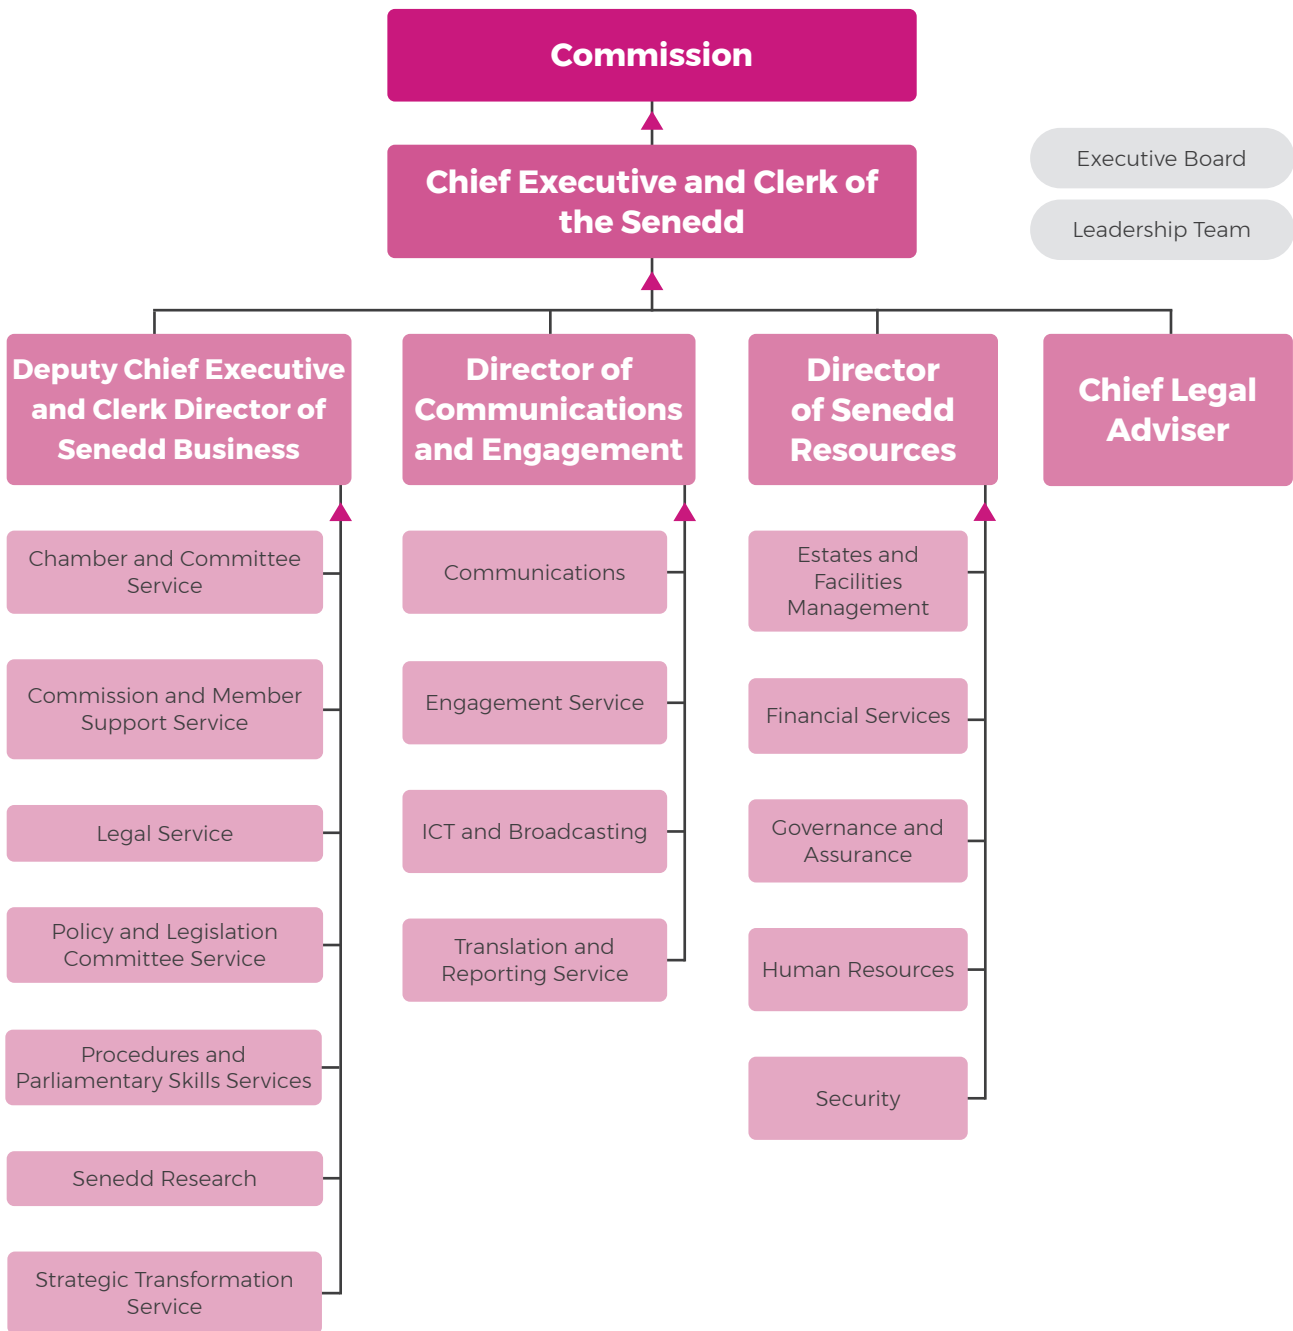 Commission
Chief Executive and Clerk of
the Senedd
Executive Board
Leadership Team
Deputy Chief Executive
and Clerk Director of
Senedd Business
Director of
Communications
and Engagement
Director
of Senedd
Resources
Chief Legal
Adviser
Chamber and Committee
Service
Commission and Member
Support Service
Legal Service
Policy and Legislation
Committee Service
Procedures and
Parliamentary Skills Services
Senedd Research
Strategic Transformation
Service
Communications
Engagement Service
ICT and Broadcasting
Translation and
Reporting Service
Estates and
Facilities
Management
Financial Services
Governance and
Assurance
Human Resources
Security